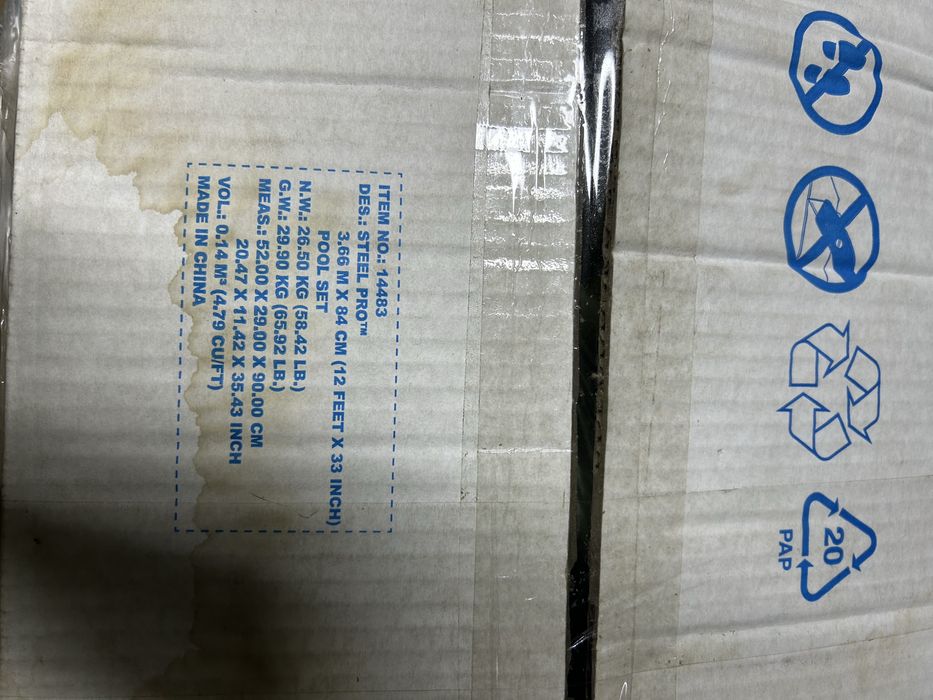 ITEM NO.: 14483
DES.: STEEL PRO™
3.66 M X 84 CM (12 FEET X 33 INCH)
POOL SET
N.W.: 26.50 KG (58.42 LB.)
G.W.: 29.90 KG (65.92 LB.)
MEAS.: 52.00 X 29.00 X 90.00 CM
20.47 X 11.42 X 35.43 INCH
VOL.: 0.14 M³ (4.79 CU/FT)
MADE IN CHINA
20
PAP